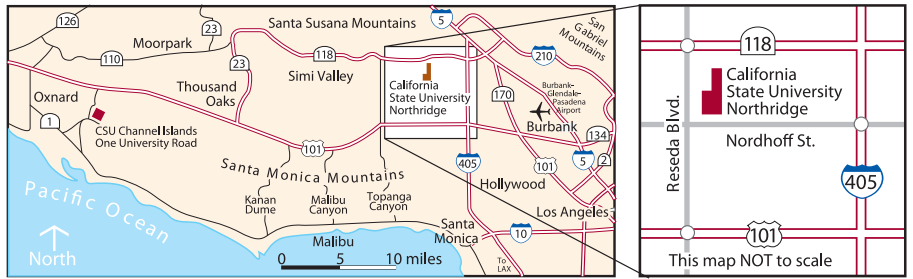 126
Moorpark
23
110
Santa Susana Mountains
5
San
Gabriel
Mountains
118
210
23
Simi Valley
Thousand
Oaks
California
State University
Northridge
170
Burbank–
Glendale–
Pasadena
Airport
Burbank
134
Oxnard
1
CSU Channel Islands
One University Road
101
Santa Monica Mountains
405
101
5
2
Hollywood
Kanan
Dume
Malibu
Canyon
Topanga
Canyon
Los Angeles
Santa
Monica
10
Malibu
To
LAX
Pacific Ocean
North
0 5 10 miles
118
California
State University
Northridge
Reseda Blvd.
Nordhoff St.
405
101
This map NOT to scale